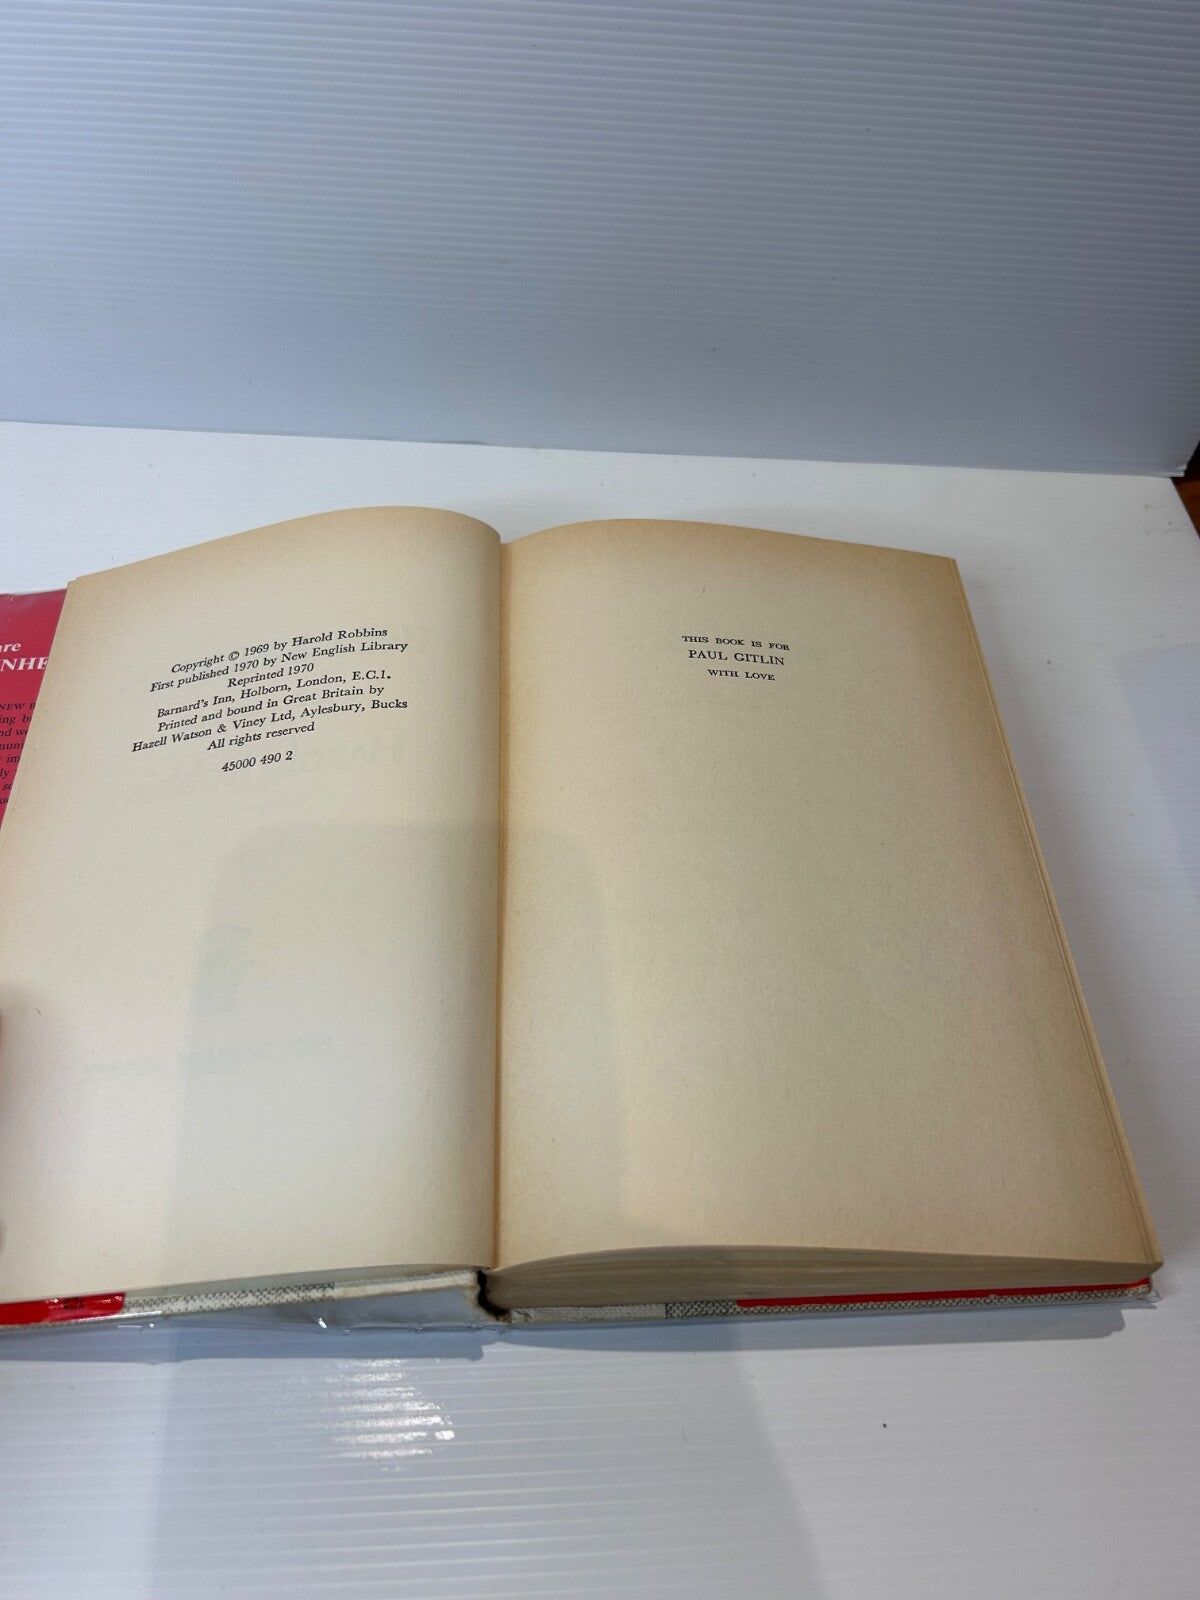 Copyright © 1969 by Harold Robbins
First published 1970 by New English Library
Reprinted 1970
Barnard's Inn, Holborn, London, E.C.1.
Printed and bound in Great Britain by
Hazell Watson & Viney Ltd, Aylesbury, Bucks
All rights reserved
45000 490 2
THIS BOOK IS FOR
PAUL GITLIN
WITH LOVE
NEW